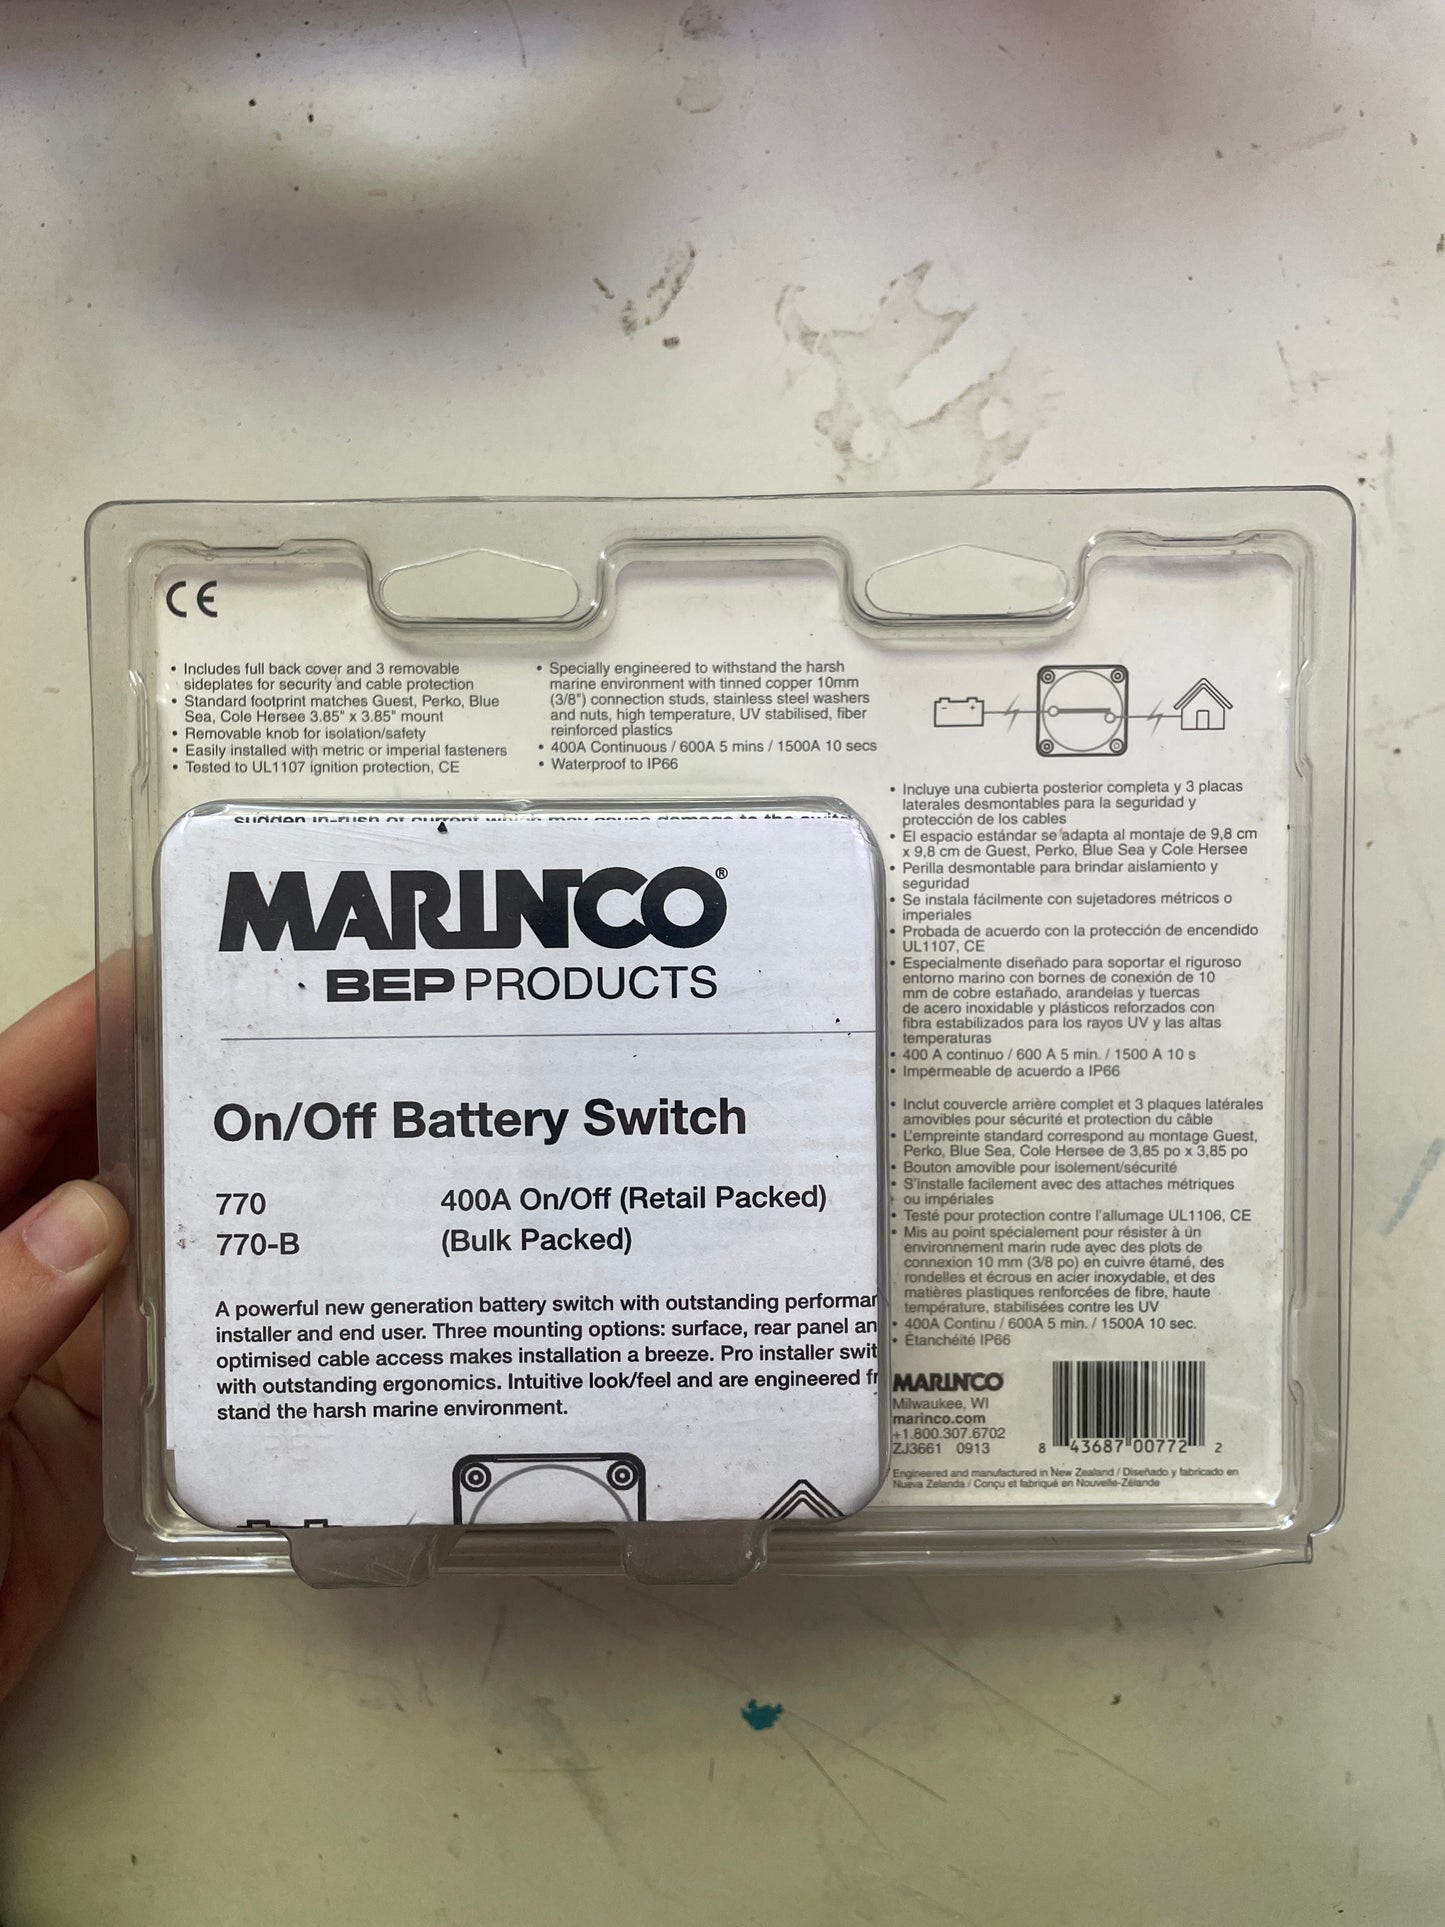 CE
• Includes full back cover and 3 removable
sideplates for security and cable protection
• Standard footprint matches Guest, Perko, Blue
Sea, Cole Hersee 3.85" x 3.85" mount
• Removable knob for isolation/safety
• Easily installed with metric or imperial fasteners
• Tested to UL1107 ignition protection, CE
• Specially engineered to withstand the harsh
marine environment with tinned copper 10mm
(3/8") connection studs, stainless steel washers
and nuts, high temperature, UV stabilised, fiber
reinforced plastics
• 400A Continuous / 600A 5 mins / 1500A 10 secs
• Waterproof to IP66
sudden in-rush of current which may cause damage to the
MARINCO®
BEP PRODUCTS
On/Off Battery Switch
770 400A On/Off (Retail Packed)
770-B (Bulk Packed)
A powerful new generation battery switch with outstanding performan
installer and end user. Three mounting options: surface, rear panel an
optimised cable access makes installation a breeze. Pro installer swit
with outstanding ergonomics. Intuitive look/feel and are engineered fr
stand the harsh marine environment.
• Incluye una cubierta posterior completa y 3 placas
laterales desmontables para la seguridad y
protección de los cables
• El espacio estándar se adapta al montaje de 9,8 cm
x 9,8 cm de Guest, Perko, Blue Sea y Cole Hersee
• Perilla desmontable para brindar aislamiento y
seguridad
• Se instala fácilmente con sujetadores métricos o
imperiales
• Probada de acuerdo con la protección de encendido
UL1107, CE
• Especialmente diseñado para soportar el riguroso
entorno marino con bornes de conexión de 10
mm de cobre estañado, arandelas y tuercas
de acero inoxidable y plásticos reforzados con
fibra estabilizados para los rayos UV y las altas
temperaturas
• 400 A continuo / 600 A 5 min. / 1500 A 10 s
• Impermeable de acuerdo a IP66
• Inclut couvercle arrière complet et 3 plaques latérales
amovibles pour sécurité et protection du câble
• L'empreinte standard correspond au montage Guest,
Perko, Blue Sea, Cole Hersee de 3,85 po x 3,85 po
• Bouton amovible pour isolement/sécurité
• S'installe facilement avec des attaches métriques
ou impériales
• Testé pour protection contre l'allumage UL1106, CE
• Mis au point spécialement pour résister à un
environnement marin rude avec des plots de
connexion 10 mm (3/8 po) en cuivre étamé, des
rondelles et écrous en acier inoxydable, et des
matières plastiques renforcées de fibre, haute
température, stabilisées contre les UV
• 400A Continu / 600A 5 min. / 1500A 10 sec.
• Étanchéité IP66
MARINCO
Milwaukee, WI
marinco.com
+1.800.307.6702
ZJ3661 0913
8 43687 00772 2
Engineered and manufactured in New Zealand / Diseñado y fabricado en
Nueva Zelanda / Conçu et fabriqué en Nouvelle-Zélande